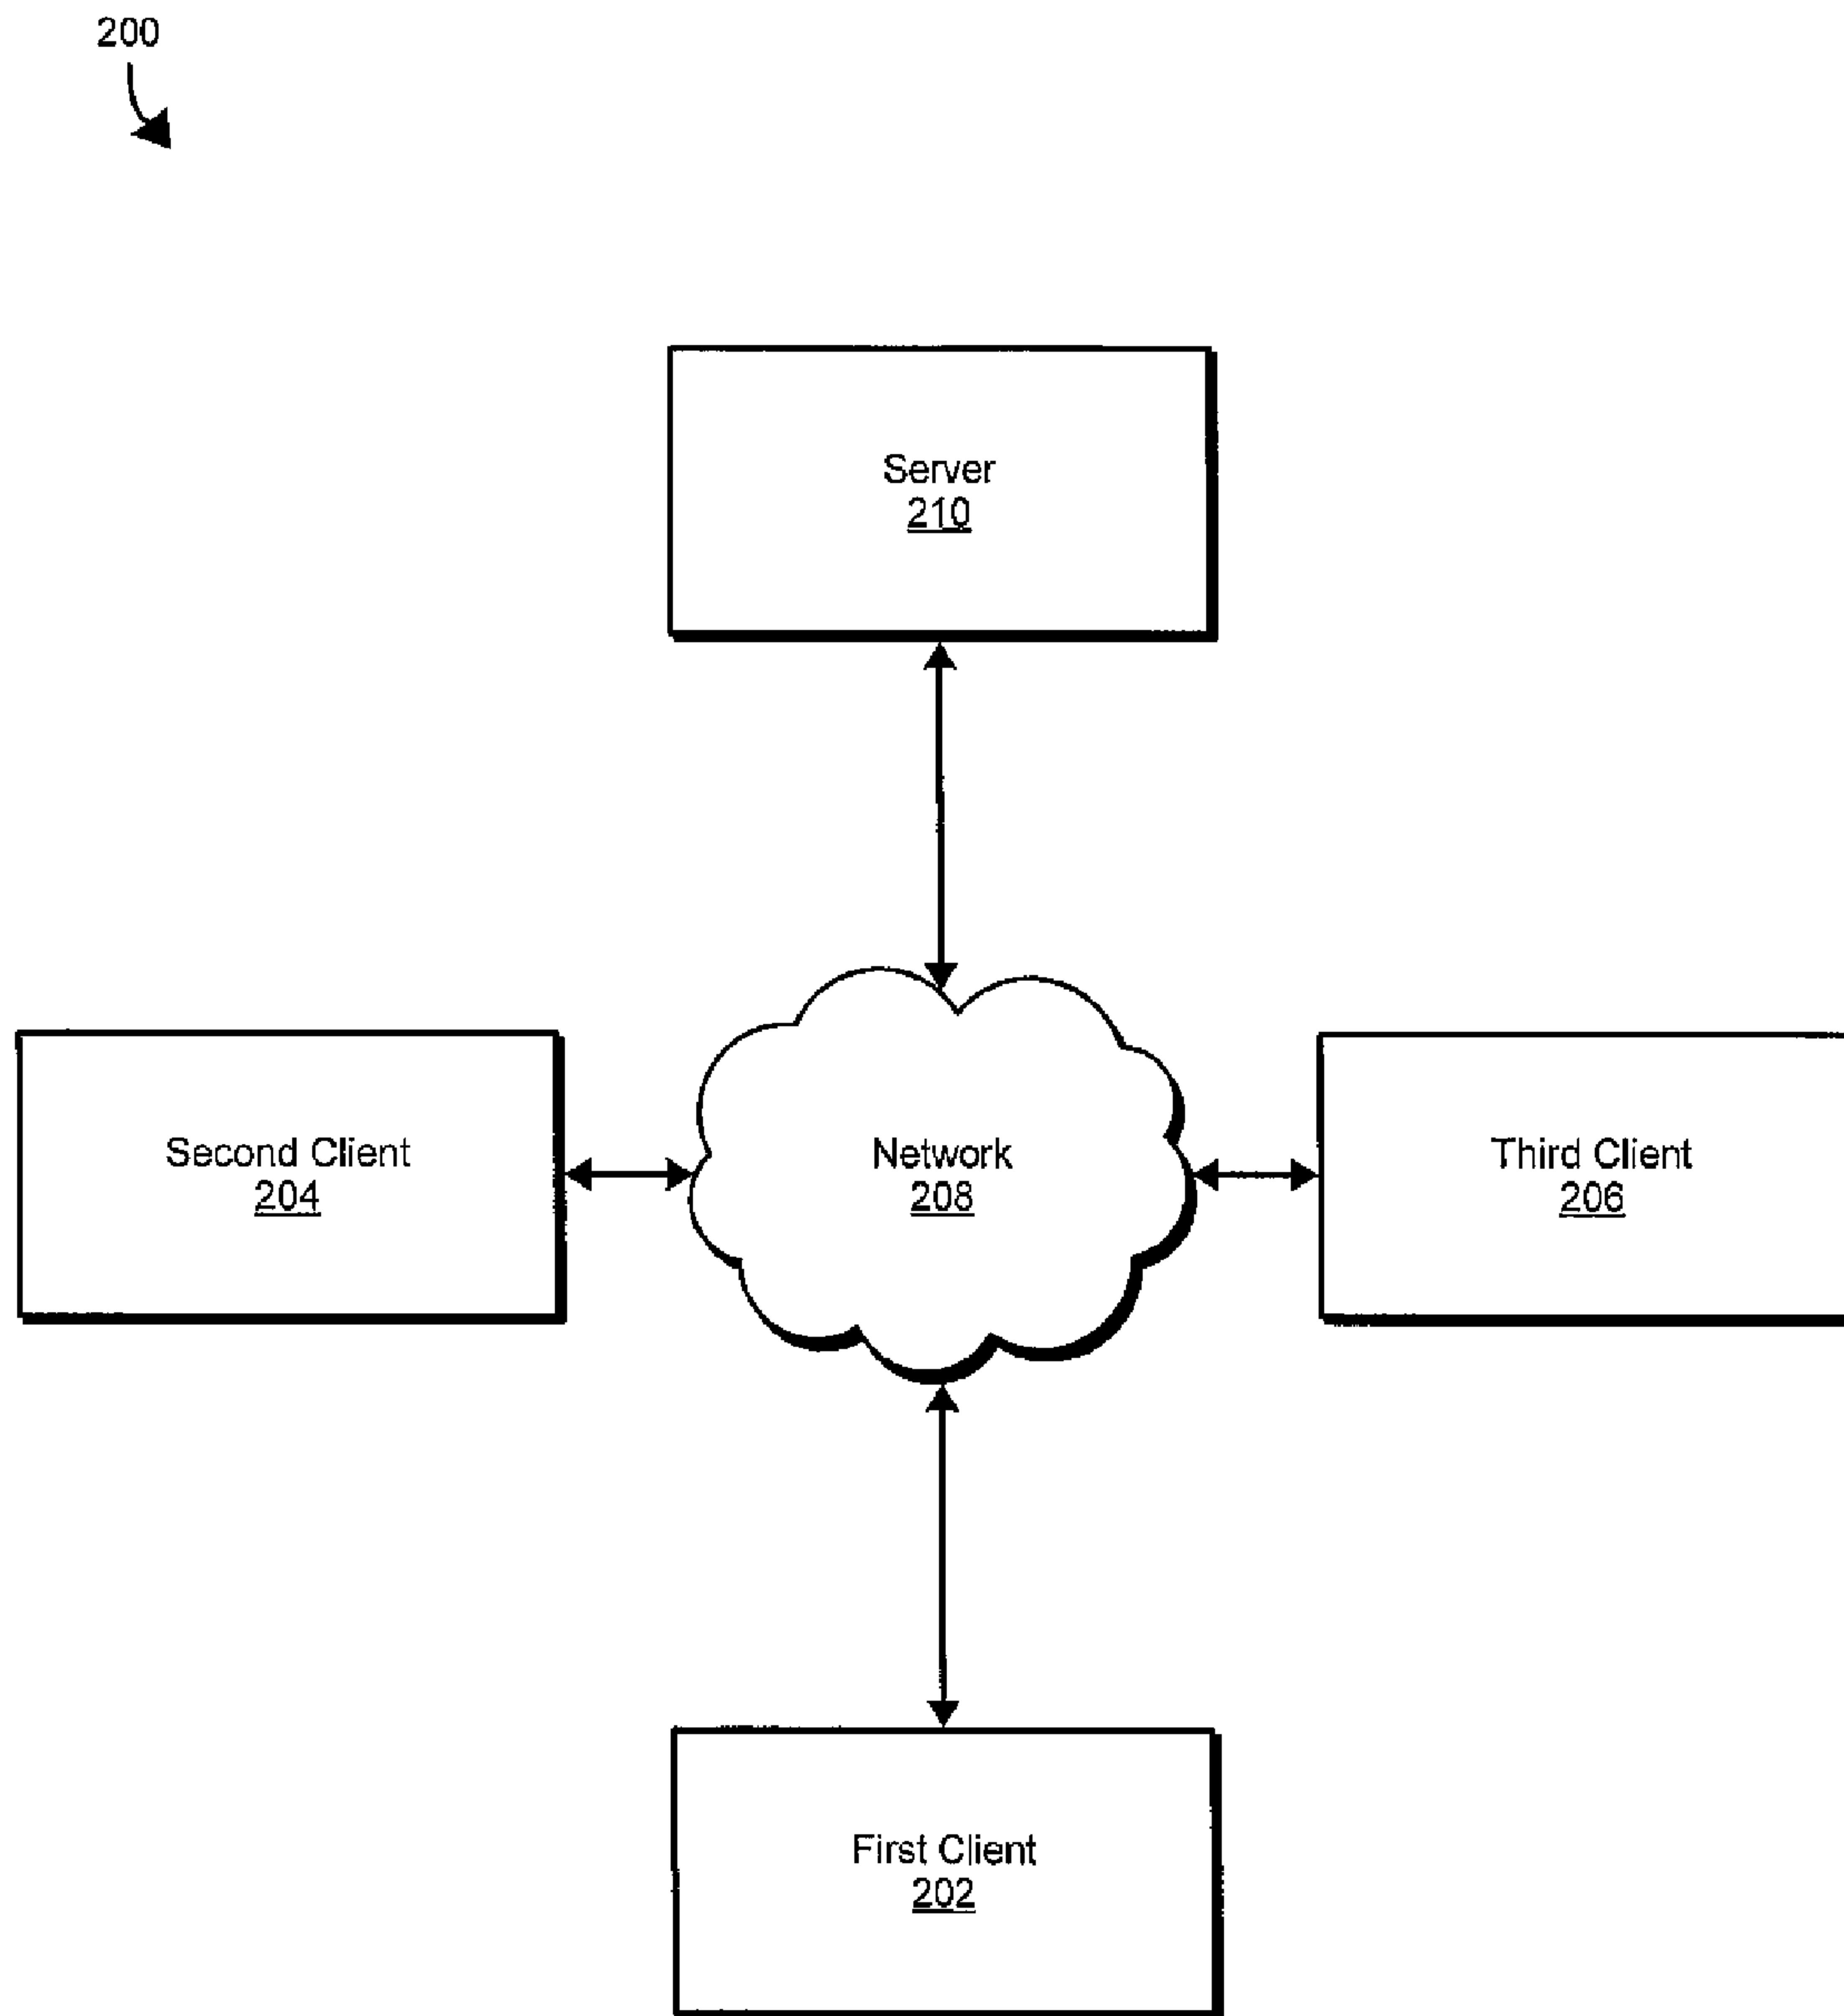 200
Server
210
Second Client
204
Network
208
Third Client
206
First Client
202